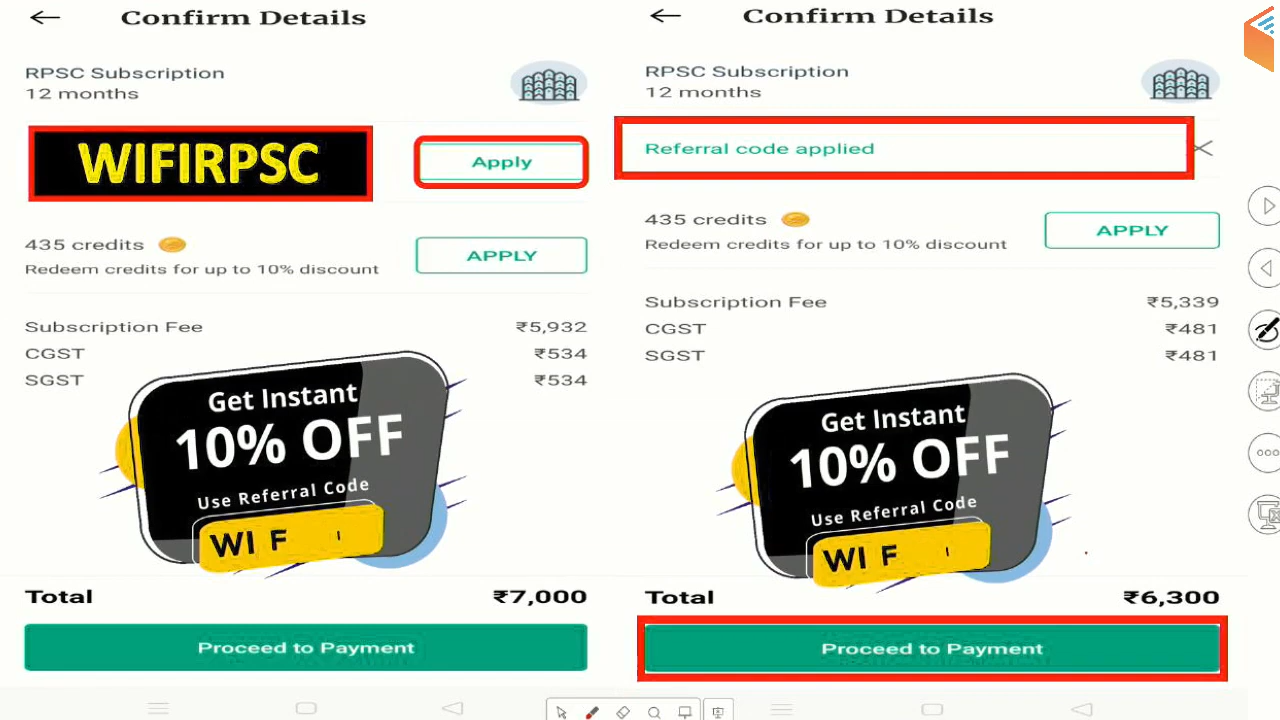 Confirm Details
RPSC Subscription
12 months
WIFIRPSC
Apply
435 credits
APPLY
Redeem credits for up to 10% discount
Subscription Fee ₹5,932
CGST ₹534
SGST ₹534
Get Instant
10% OFF
Use Referral Code
WI F I
Total ₹7,000
Proceed to Payment
Confirm Details
RPSC Subscription
12 months
Referral code applied
435 credits
APPLY
Redeem credits for up to 10% discount
Subscription Fee ₹5,339
CGST ₹481
SGST ₹481
Get Instant
10% OFF
Use Referral Code
WI F I
Total ₹6,300
Proceed to Payment